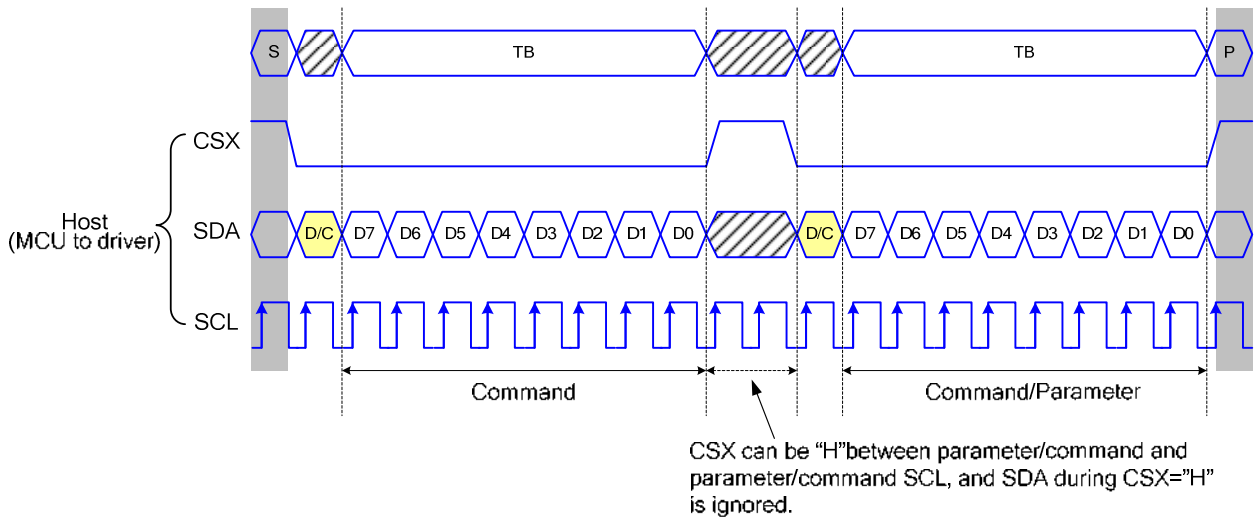 S TB TB P
CSX
Host
(MCU to driver)
SDA D/C D7 D6 D5 D4 D3 D2 D1 D0 D/C D7 D6 D5 D4 D3 D2 D1 D0
SCL
Command Command/Parameter
CSX can be “H”between parameter/command and
parameter/command SCL, and SDA during CSX=”H”
is ignored.